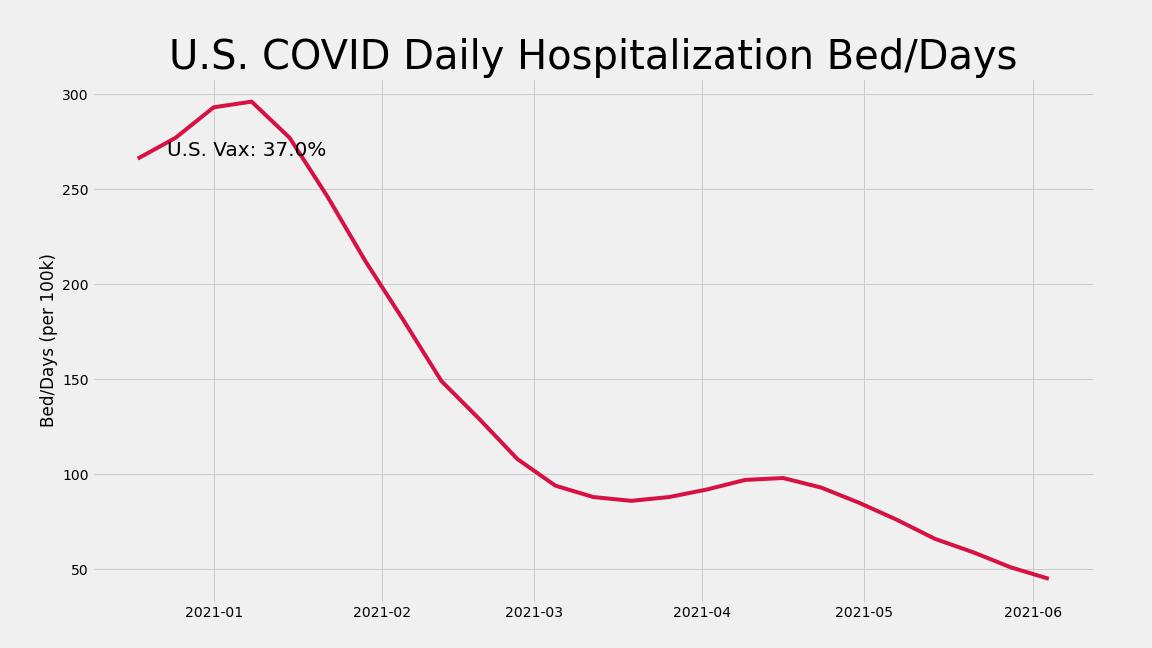 U.S. COVID Daily Hospitalization Bed/Days
300
U.S. Vax: 37.0%
250
200
Bed/Days (per 100k)
150
100
50
2021-01 2021-02 2021-03 2021-04 2021-05 2021-06